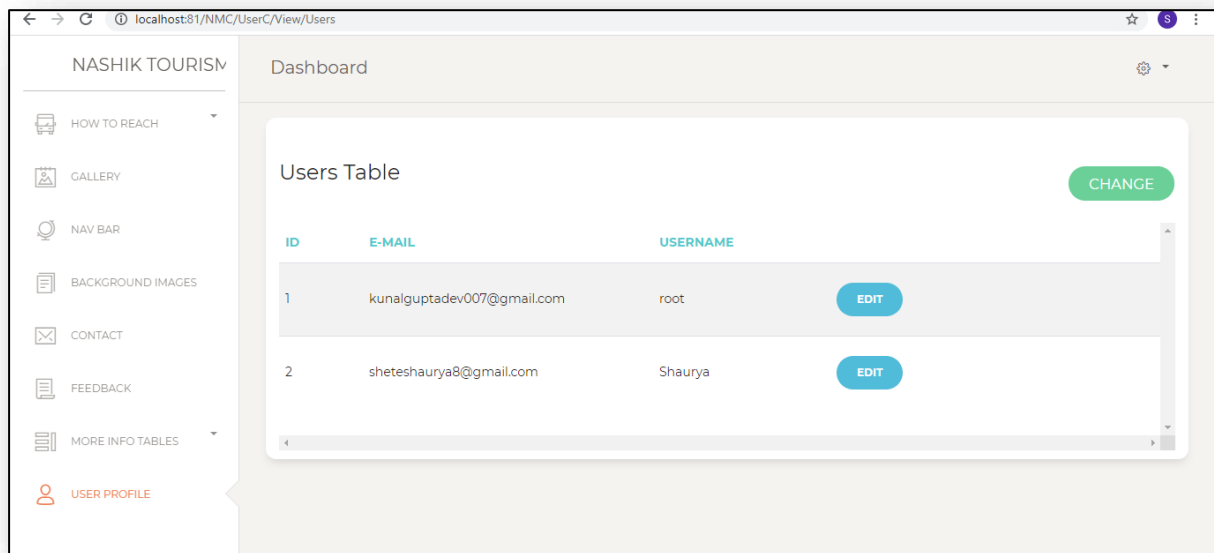 localhost:81/NMC/UserC/View/Users
S
NASHIK TOURISM
Dashboard
HOW TO REACH
GALLERY
NAV BAR
BACKGROUND IMAGES
CONTACT
FEEDBACK
MORE INFO TABLES
USER PROFILE
Users Table
CHANGE
ID E-MAIL USERNAME
1 kunalguptadev007@gmail.com root EDIT
2 sheteshaurya8@gmail.com Shaurya EDIT